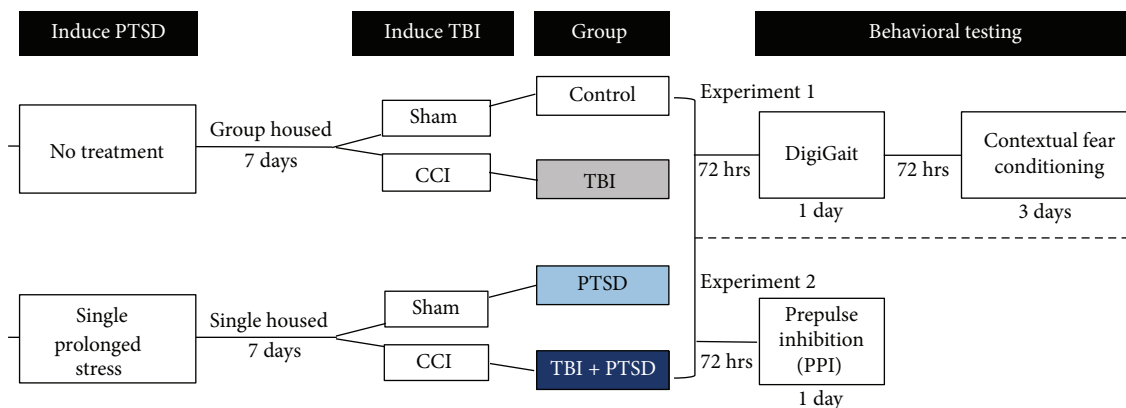 Induce PTSD
Induce TBI
Group
Behavioral testing
No treatment
Group housed
7 days
Sham
CCI
Control
TBI
Experiment 1
72 hrs
DigiGait
1 day
72 hrs
Contextual fear
conditioning
3 days
Single
prolonged
stress
Single housed
7 days
Sham
CCI
PTSD
TBI + PTSD
Experiment 2
72 hrs
Prepulse
inhibition
(PPI)
1 day